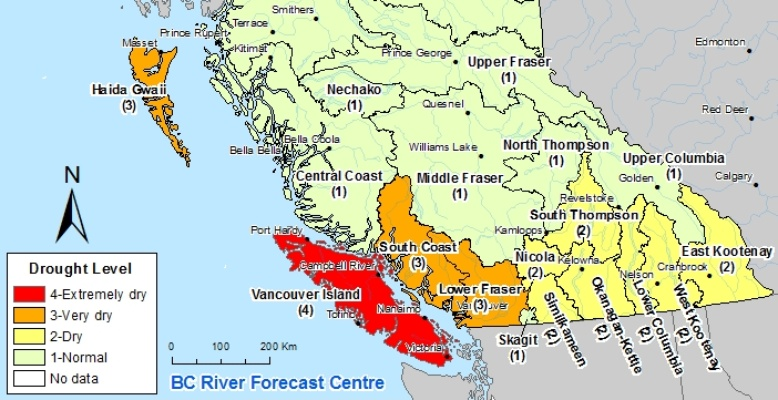 Smithers
Terrace
Prince Rupert
Kitimat
Masset
Haida Gwaii
(3)
Prince George
Upper Fraser
(1)
Edmonton
Nechako
(1)
Quesnel
Red Deer
Bella Coola
Bella Bella
Williams Lake
North Thompson
(1)
Upper Columbia
(1)
Golden
Calgary
Central Coast
(1)
Middle Fraser
(1)
Revelstoke
South Thompson
(2)
Kamloops
N
Port Hardy
South Coast
(3)
Nicola
(2)
Kelowna
East Kootenay
(2)
Cranbrook
Nelson
Campbell River
Vancouver Island
(4)
Lower Fraser
(3)
Nanaimo
Tofino
Victoria
Skagit
(1)
Similkameen
(2)
Okanagan-Kettle
(2)
Lower Columbia
(2)
West Kootenay
(2)
Drought Level
4-Extremely dry
3-Very dry
2-Dry
1-Normal
No data
0 100 200 Km
BC River Forecast Centre